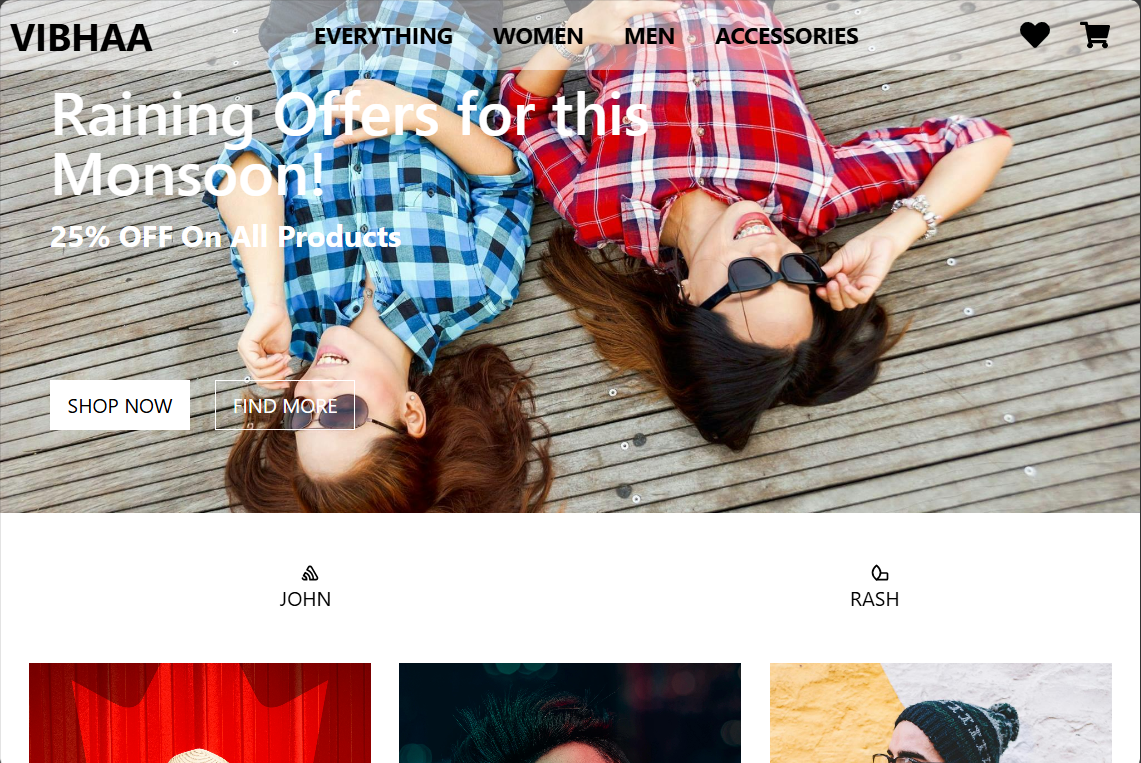 VIBHAA
EVERYTHING WOMEN MEN ACCESSORIES
Raining Offers for this
Monsoon!
25% OFF On All Products
SHOP NOW
FIND MORE
JOHN
RASH